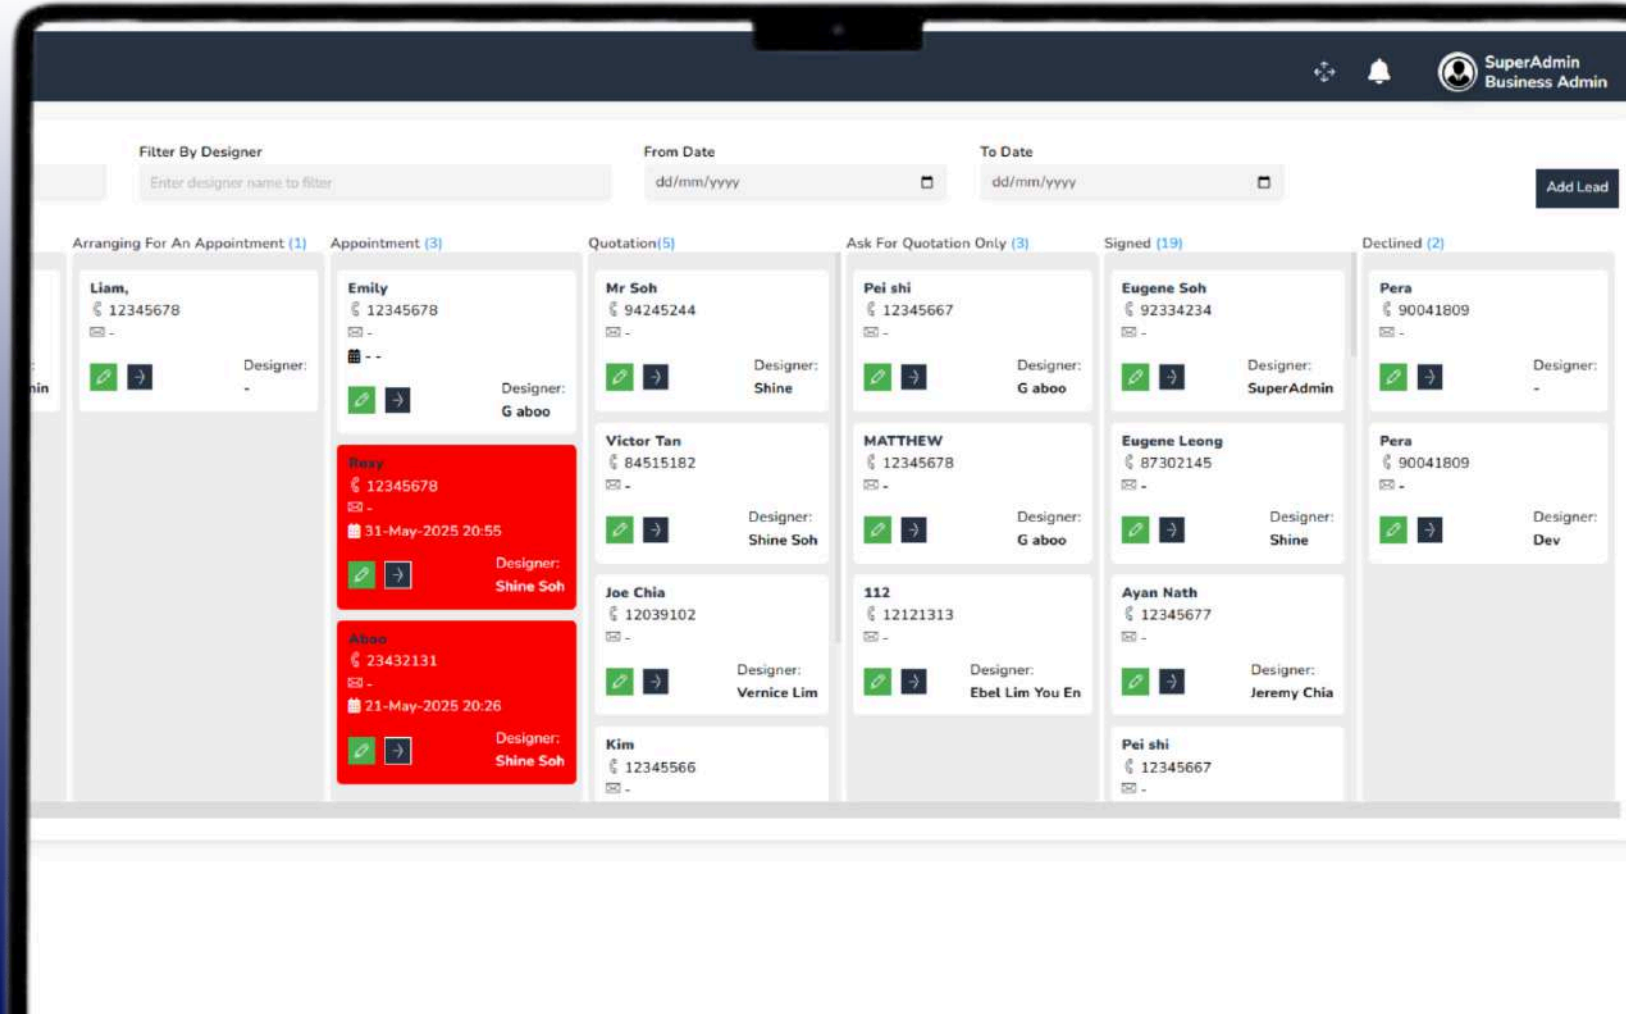 SuperAdmin
Business Admin
Filter By Designer
From Date
To Date
Enter designer name to filter
dd/mm/yyyy
dd/mm/yyyy
Add Lead
Arranging For An Appointment (1)
Appointment (3)
Quotation(5)
Ask For Quotation Only (3)
Signed (19)
Declined (2)
:
min
Liam,
12345678
-
Designer:
-
Emily
12345678
-
- -
Designer:
G aboo
Roxy
12345678
-
31-May-2025 20:55
Designer:
Shine Soh
Aboo
23432131
-
21-May-2025 20:26
Designer:
Shine Soh
Mr Soh
94245244
-
Designer:
Shine
Victor Tan
84515182
-
Designer:
Shine Soh
Joe Chia
12039102
-
Designer:
Vernice Lim
Kim
12345566
-
Pei shi
12345667
-
Designer:
G aboo
MATTHEW
12345678
-
Designer:
G aboo
112
12121313
-
Designer:
Ebel Lim You En
Eugene Soh
92334234
-
Designer:
SuperAdmin
Eugene Leong
87302145
-
Designer:
Shine
Ayan Nath
12345677
-
Designer:
Jeremy Chia
Pei shi
12345667
-
Pera
90041809
-
Designer:
-
Pera
90041809
-
Designer:
Dev